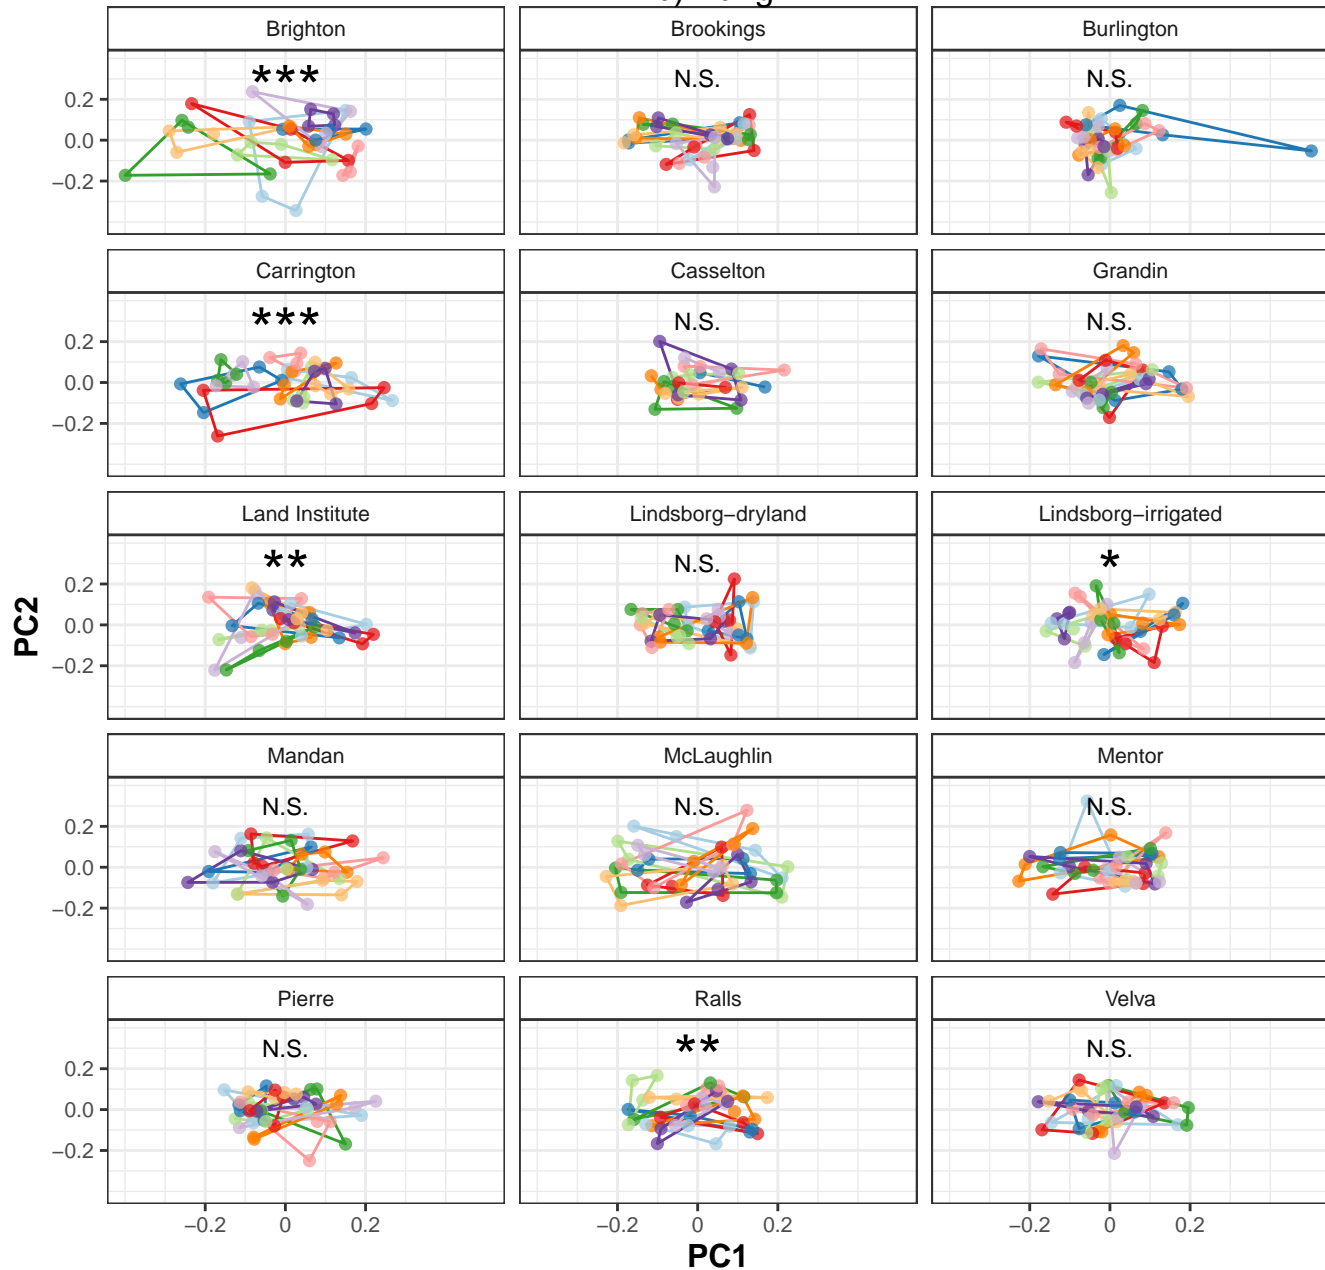 Brighton Brookings Burlington
*** N.S. N.S.
0.2
0.0
−0.2
Carrington Casselton Grandin
*** N.S. N.S.
0.2
0.0
−0.2
Land Institute Lindsborg−dryland Lindsborg−irrigated
** N.S. *
0.2
0.0
−0.2
PC2
Mandan McLaughlin Mentor
N.S. N.S. N.S.
0.2
0.0
−0.2
Pierre Ralls Velva
N.S. ** N.S.
0.2
0.0
−0.2
−0.2 0 0.2 −0.2 0 0.2 −0.2 0 0.2
PC1